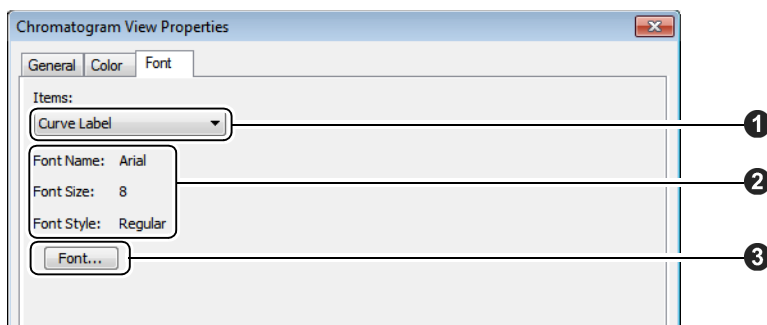 Chromatogram View Properties
General Color Font
Items:
Curve Label
1
Font Name: Arial
2
Font Size: 8
Font Style: Regular
Font...
3